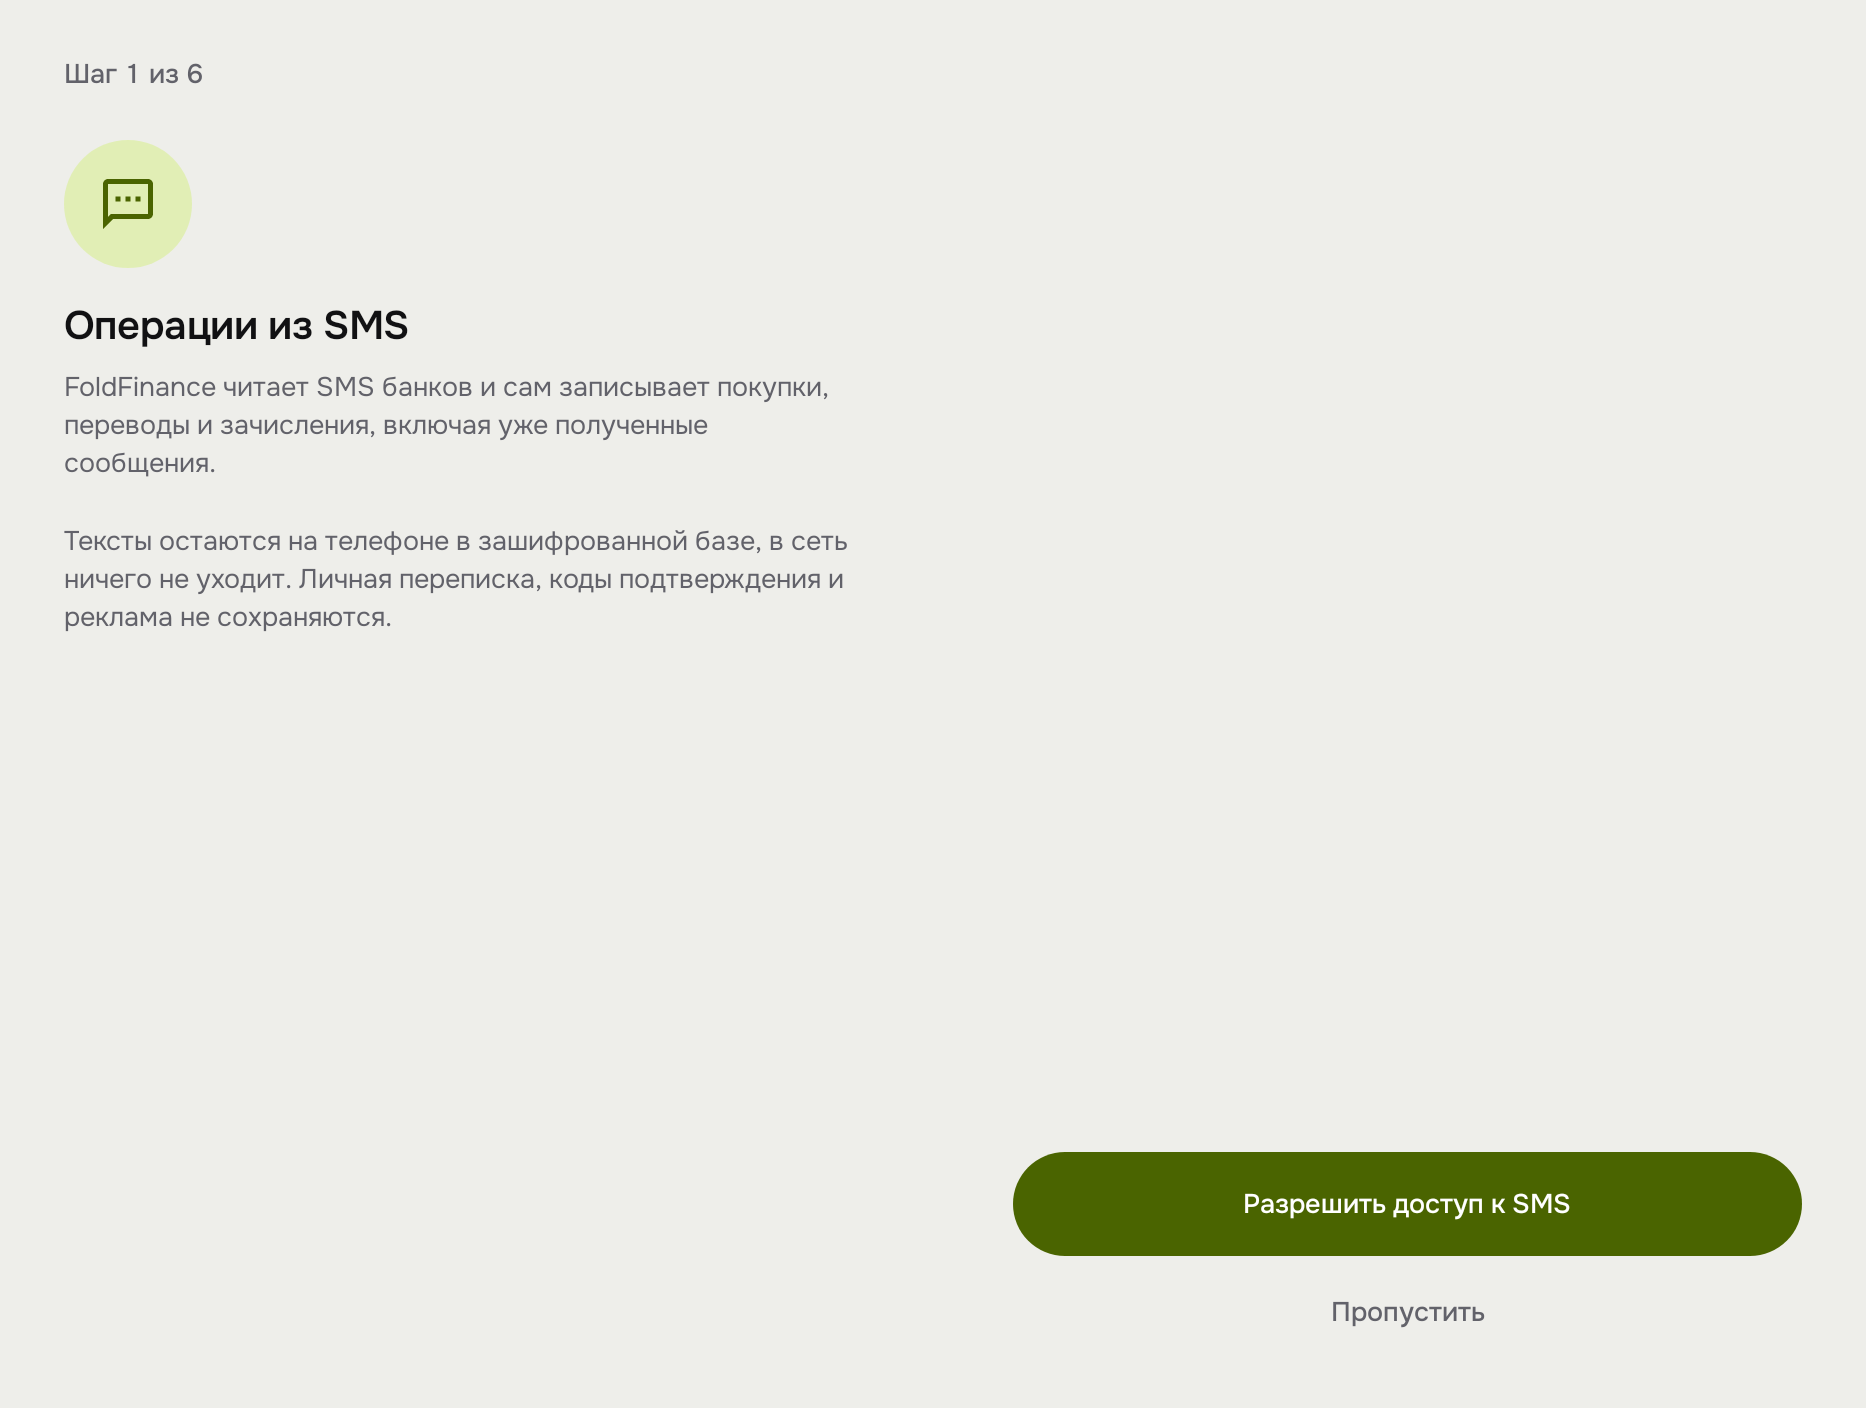 Шаг 1 из 6
Операции из SMS
FoldFinance читает SMS банков и сам записывает покупки,
переводы и зачисления, включая уже полученные
сообщения.
Тексты остаются на телефоне в зашифрованной базе, в сеть
ничего не уходит. Личная переписка, коды подтверждения и
реклама не сохраняются.
Разрешить доступ к SMS
Пропустить